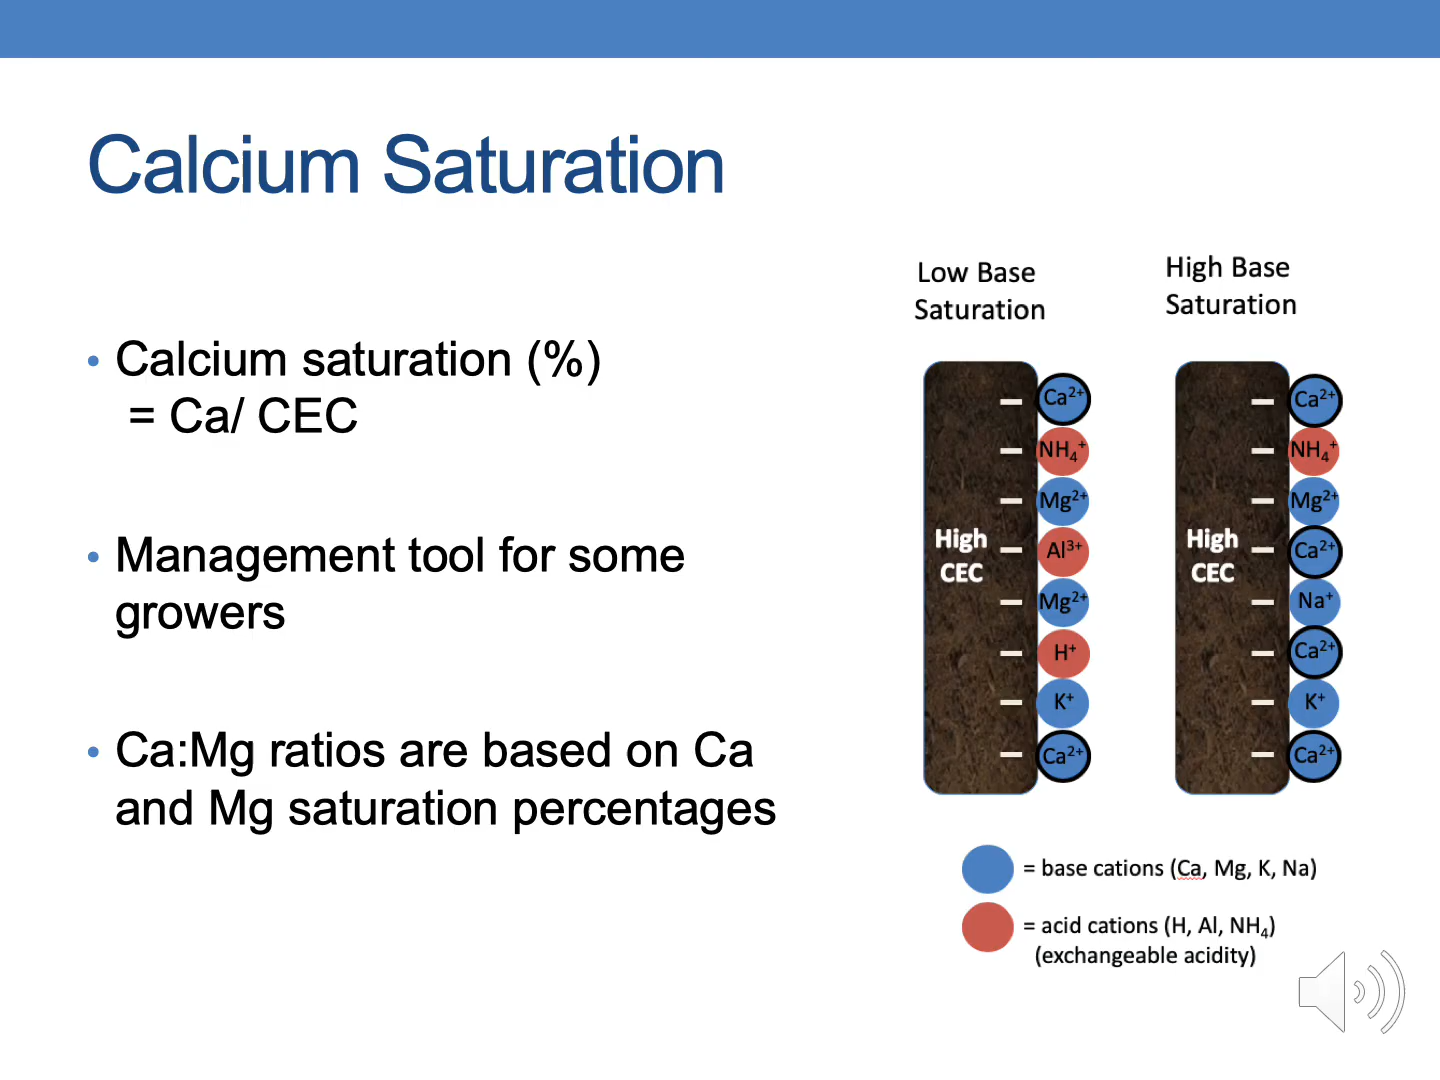 Calcium Saturation
• Calcium saturation (%)
= Ca/ CEC
• Management tool for some
growers
• Ca:Mg ratios are based on Ca
and Mg saturation percentages
Low Base
Saturation
High
CEC
Ca²⁺
NH₄⁺
Mg²⁺
Al³⁺
Mg²⁺
H⁺
K⁺
Ca²⁺
High Base
Saturation
High
CEC
Ca²⁺
NH₄⁺
Mg²⁺
Ca²⁺
Na⁺
Ca²⁺
K⁺
Ca²⁺
= base cations (Ca, Mg, K, Na)
= acid cations (H, Al, NH₄)
(exchangeable acidity)